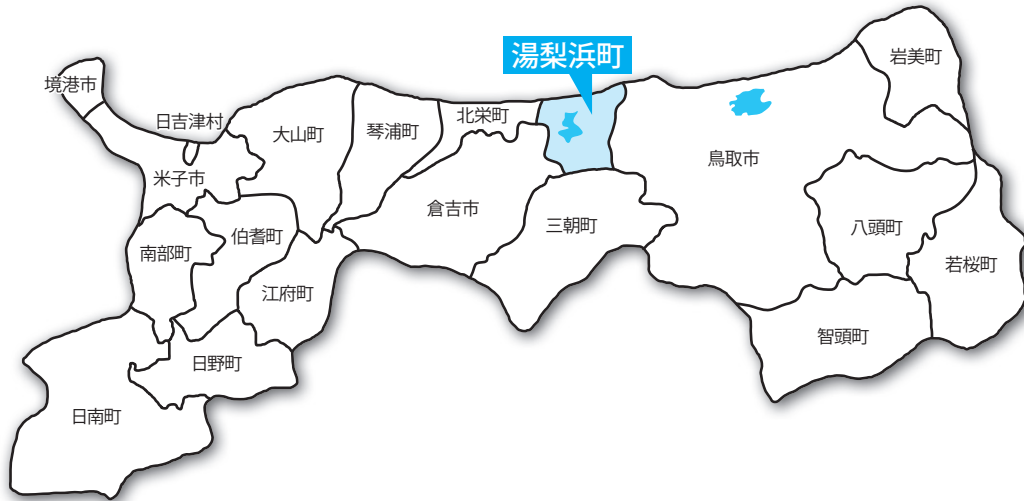 湯梨浜町
岩美町
境港市
日吉津村
大山町
琴浦町
北栄町
鳥取市
米子市
倉吉市
三朝町
八頭町
南部町
伯耆町
若桜町
江府町
智頭町
日野町
日南町